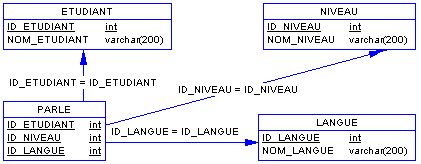 ETUDIANT
ID_ETUDIANT int
NOM_ETUDIANT varchar(200)
NIVEAU
ID_NIVEAU int
NOM_NIVEAU varchar(200)
ID_ETUDIANT = ID_ETUDIANT
ID_NIVEAU = ID_NIVEAU
PARLE
ID_ETUDIANT int
ID_NIVEAU int
ID_LANGUE int
ID_LANGUE = ID_LANGUE
LANGUE
ID_LANGUE int
NOM_LANGUE varchar(200)